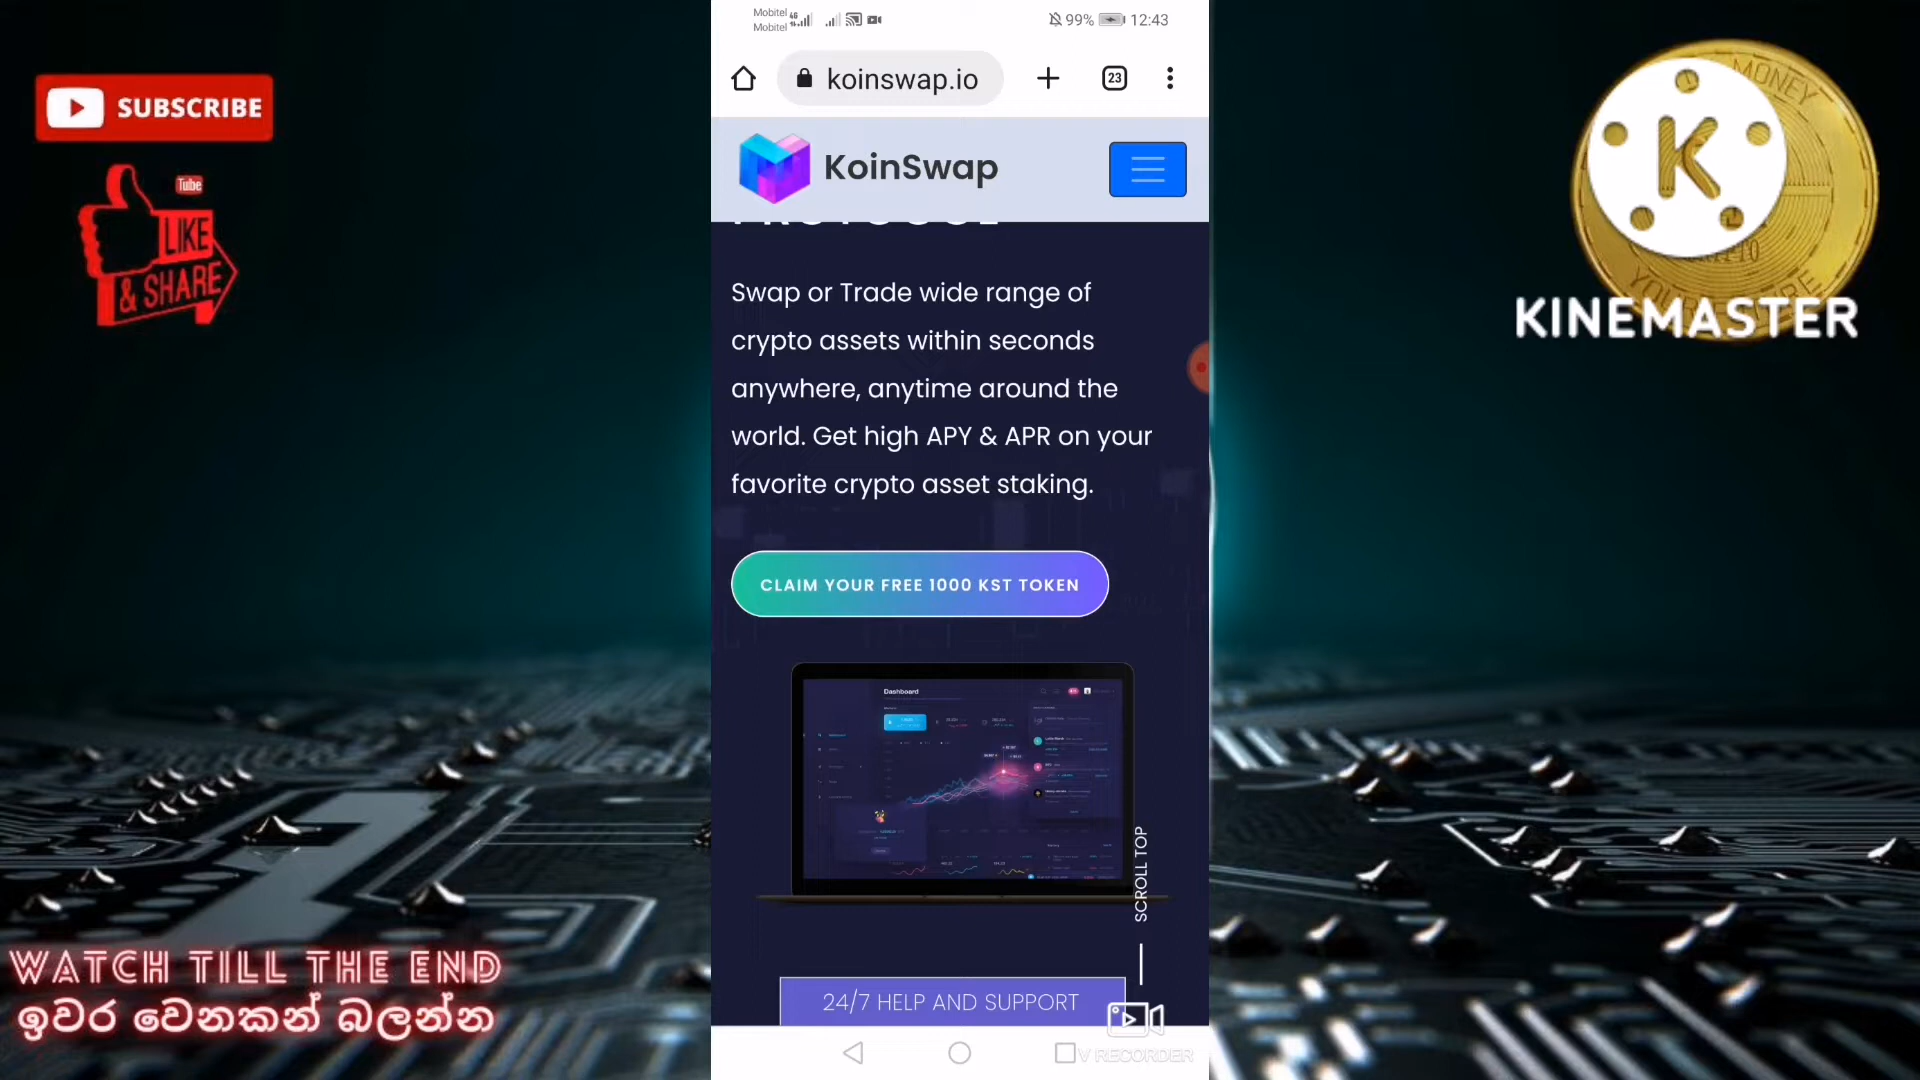 Mobitel 4G
Mobitel
99% 12:43
koinswap.io
23
KoinSwap
Swap or Trade wide range of
crypto assets within seconds
anywhere, anytime around the
world. Get high APY & APR on your
favorite crypto asset staking.
CLAIM YOUR FREE 1000 KST TOKEN
Dashboard
SCROLL TOP
24/7 HELP AND SUPPORT
V RECORDER
SUBSCRIBE
Tube
LIKE
& SHARE
MONEY
K
KINEMASTER
WATCH TILL THE END
ඉවර වෙනකන් බලන්න